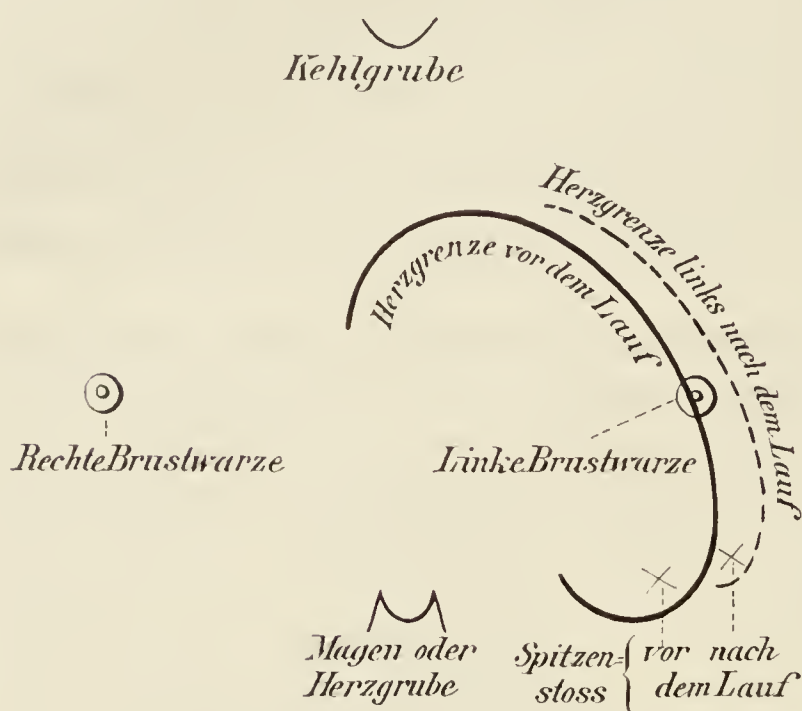 Kehlgrube
Herzgrenze links nach dem Lauf
Herzgrenze vor dem Lauf
Rechte Brustwarze
Linke Brustwarze
Magen oder
Herzgrube
Spitzen=
stoss
vor nach
dem Lauf